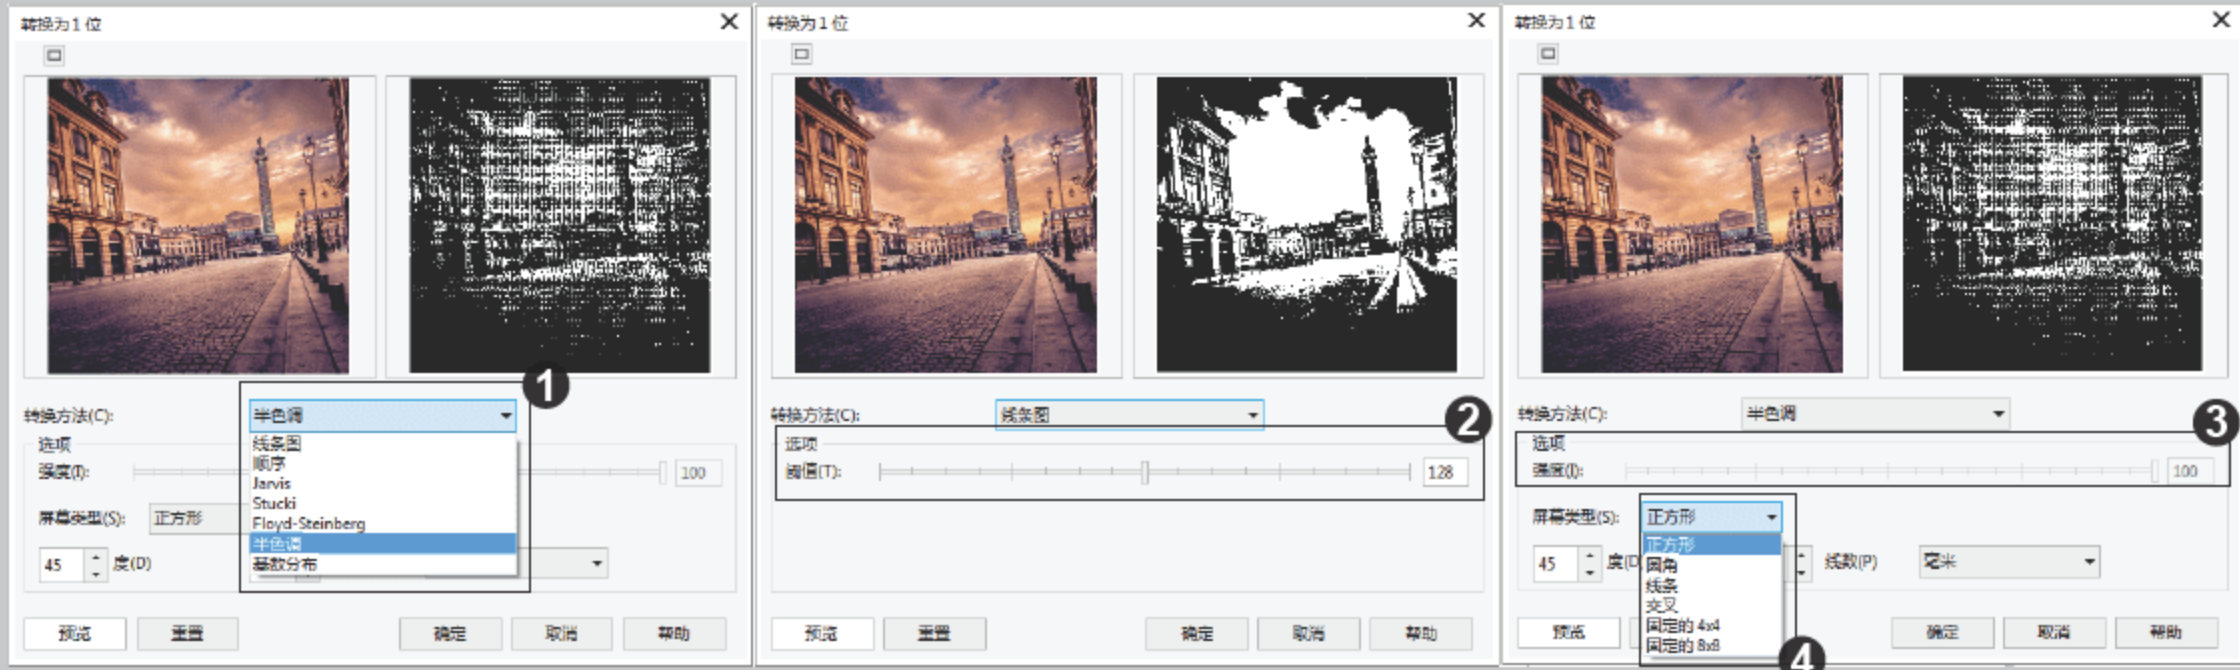 转换为 1 位
转换方法(C):
半色调
线条图
顺序
Jarvis
Stucki
Floyd-Steinberg
半色调
基数分布
1
选项
强度(I):
100
屏幕类型(S):
正方形
45
度(D)
预览
重置
确定
取消
帮助
转换为 1 位
转换方法(C):
线条图
2
选项
阈值(T):
128
预览
重置
确定
取消
帮助
转换为 1 位
转换方法(C):
半色调
3
选项
强度(I):
100
屏幕类型(S):
正方形
正方形
圆角
线条
交叉
固定的 4x4
固定的 8x8
4
45
度(D
线数(P)
毫米
预览
确定
取消
帮助